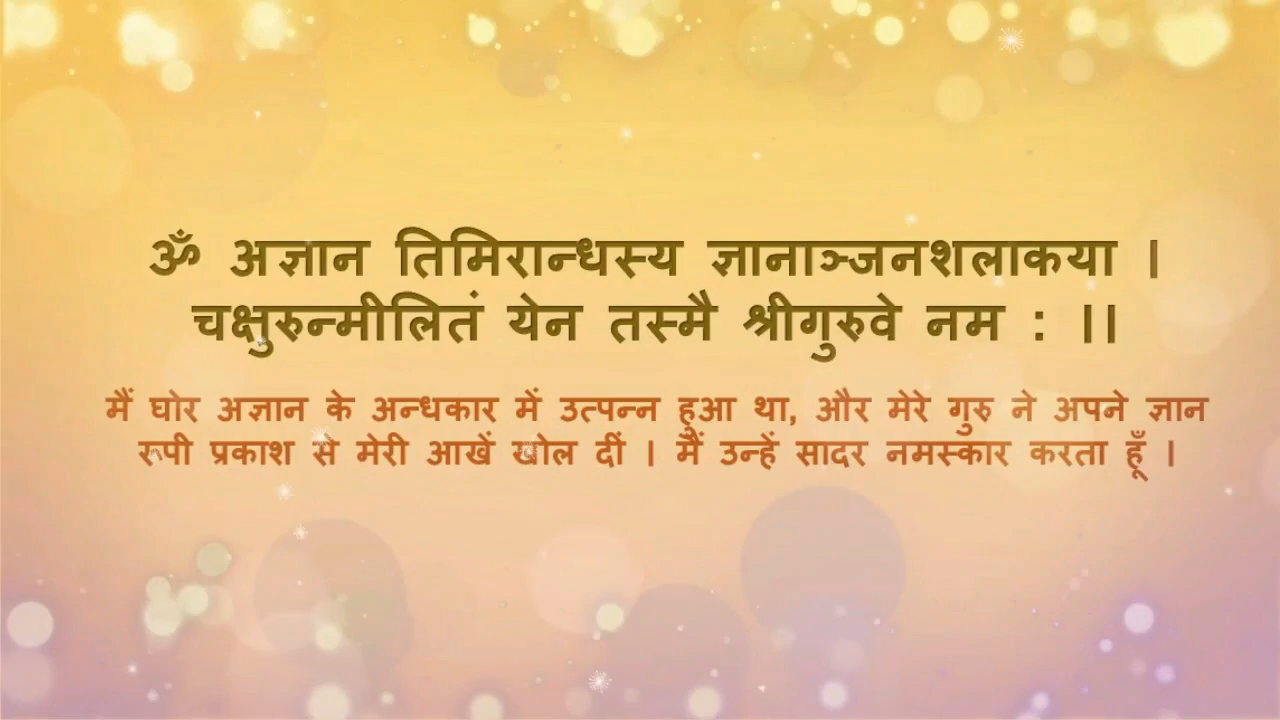 ॐ अज्ञान तिमिरान्धस्य ज्ञानाञ्जनशलाकया ।
चक्षुरुन्मीलितं येन तस्मै श्रीगुरुवे नम : ।।
मैं घोर अज्ञान के अन्धकार में उत्पन्न हुआ था, और मेरे गुरु ने अपने ज्ञान
रुपी प्रकाश से मेरी आखें खोल दीं । मैं उन्हें सादर नमस्कार करता हूँ ।